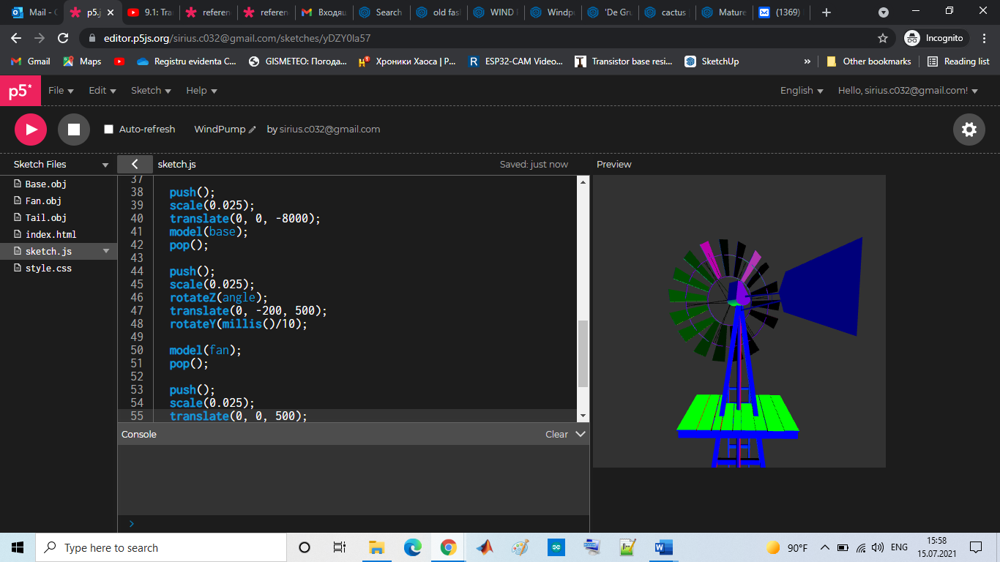 Mail - 
p5.j
9.1: Tra
referen
referen
Входящ
Search
old fas
WIND
Windpu
'De Gru
cactus
Mature
(1369)
editor.p5js.org/sirius.c032@gmail.com/sketches/yDZY0la57
Incognito
Gmail
Maps
Registru evidenta C...
GISMETEO: Погода...
Хроники Хаоса | P...
R
ESP32-CAM Video...
Transistor base resi...
SketchUp
»
Other bookmarks
Reading list
p5*
File
Edit
Sketch
Help
English
Hello, sirius.c032@gmail.com!
Auto-refresh
WindPump
by sirius.c032@gmail.com
Sketch Files
sketch.js
Saved: just now
Preview
Base.obj
Fan.obj
Tail.obj
index.html
sketch.js
style.css
37
38 push();
39 scale(0.025);
40 translate(0, 0, -8000);
41 model(base);
42 pop();
43
44 push();
45 scale(0.025);
46 rotateZ(angle);
47 translate(0, -200, 500);
48 rotateY(millis()/10);
49
50 model(fan);
51 pop();
52
53 push();
54 scale(0.025);
55 translate(0, 0, 500);
Console
Clear
>
Type here to search
90°F
ENG
15:58
15.07.2021